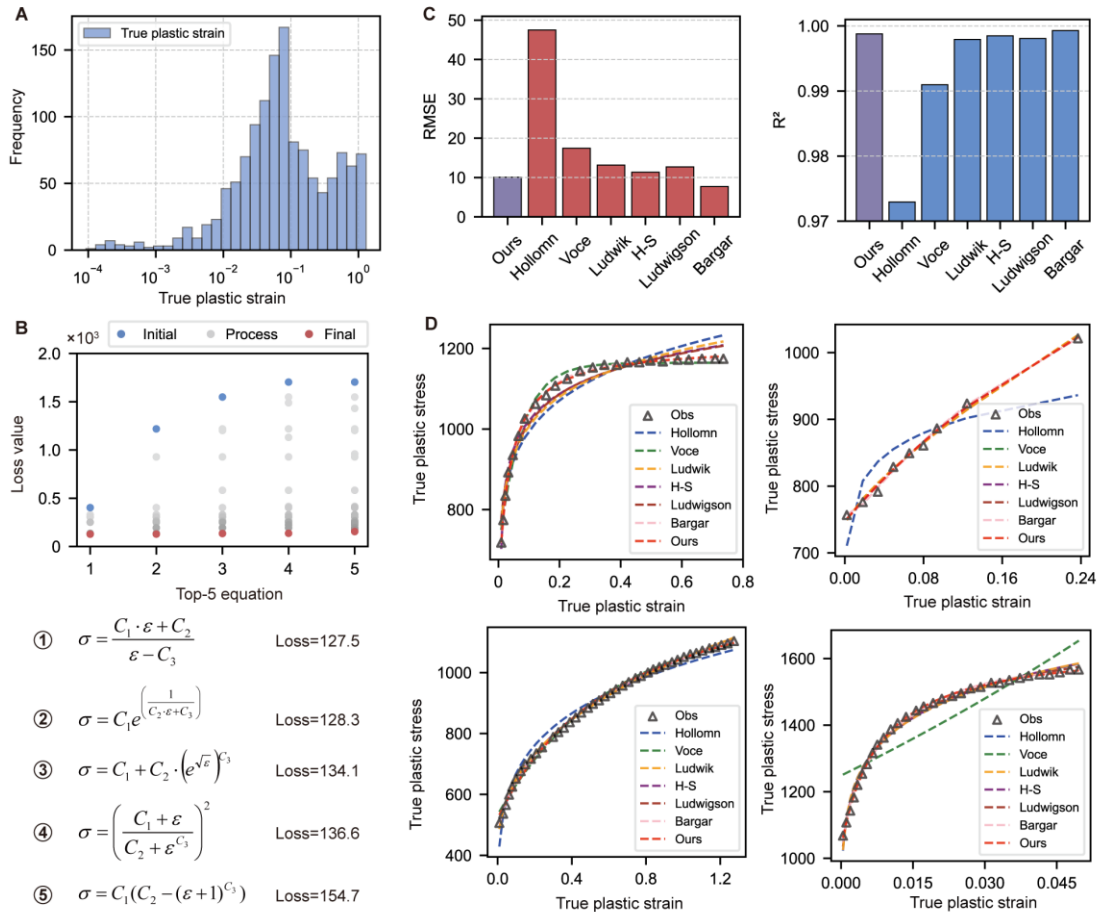 A
True plastic strain
150
100
50
0
Frequency
10⁻⁴ 10⁻³ 10⁻² 10⁻¹ 10⁰
True plastic strain
C
50
40
30
20
10
0
RMSE
Ours Hollomn Voce Ludwik H-S Ludwigson Bargar
1.00
0.99
0.98
0.97
R²
Ours Hollomn Voce Ludwik H-S Ludwigson Bargar
B
×10³
Initial Process Final
2.0
1.5
1.0
0.5
0
Loss value
1 2 3 4 5
Top-5 equation
① σ = (C₁·ε+C₂)/(ε−C₃) Loss=127.5
② σ = C₁e^(1/(C₂·ε+C₃)) Loss=128.3
③ σ = C₁ + C₂·(e^√ε)^C₃ Loss=134.1
④ σ = ((C₁+ε)/(C₂+ε^C₃))² Loss=136.6
⑤ σ = C₁(C₂−(ε+1)^C₃) Loss=154.7
D
1200
1000
800
True plastic stress
Obs
Hollomn
Voce
Ludwik
H-S
Ludwigson
Bargar
Ours
0 0.2 0.4 0.6 0.8
True plastic strain
1000
900
800
700
True plastic stress
Obs
Hollomn
Voce
Ludwik
H-S
Ludwigson
Bargar
Ours
0.00 0.08 0.16 0.24
True plastic strain
1000
800
600
400
True plastic stress
Obs
Hollomn
Voce
Ludwik
H-S
Ludwigson
Bargar
Ours
0.0 0.4 0.8 1.2
True plastic strain
1600
1400
1200
1000
True plastic stress
Obs
Hollomn
Voce
Ludwik
H-S
Ludwigson
Bargar
Ours
0.000 0.015 0.030 0.045
True plastic strain